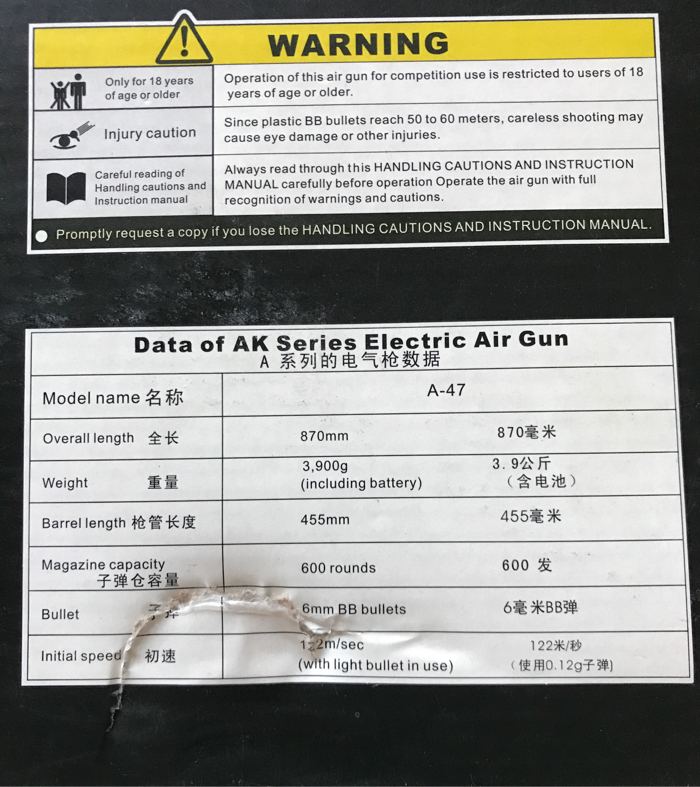 WARNING
Only for 18 years
of age or older
Operation of this air gun for competition use is restricted to users of 18
years of age or older.
Injury caution
Since plastic BB bullets reach 50 to 60 meters, careless shooting may
cause eye damage or other injuries.
Careful reading of
Handling cautions and
Instruction manual
Always read through this HANDLING CAUTIONS AND INSTRUCTION
MANUAL carefully before operation Operate the air gun with full
recognition of warnings and cautions.
Promptly request a copy if you lose the HANDLING CAUTIONS AND INSTRUCTION MANUAL.
Data of AK Series Electric Air Gun
A 系列的电气枪数据
Model name 名称 A-47
Overall length 全长 870mm 870毫米
Weight 重量 3,900g (including battery) 3.9公斤 （含电池）
Barrel length 枪管长度 455mm 455毫米
Magazine capacity
子弹仓容量 600 rounds 600 发
Bullet 子弹 6mm BB bullets 6毫米BB弹
Initial speed 初速 122m/sec 122米/秒
(with light bullet in use) （使用0.12g子弹)